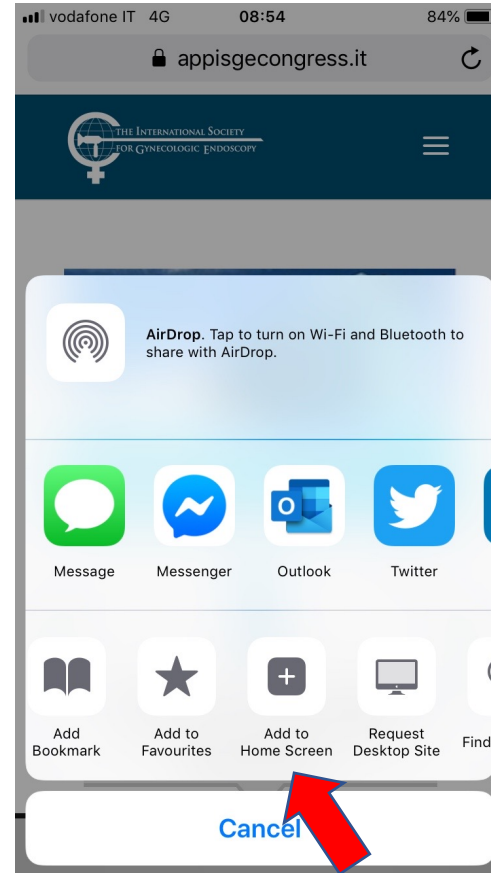 vodafone IT 4G 08:54 84%
appisgecongress.it
THE INTERNATIONAL SOCIETY
FOR GYNECOLOGIC ENDOSCOPY
AirDrop. Tap to turn on Wi-Fi and Bluetooth to
share with AirDrop.
Message Messenger Outlook Twitter
Add
Bookmark
Add to
Favourites
Add to
Home Screen
Request
Desktop Site
Find
Cancel